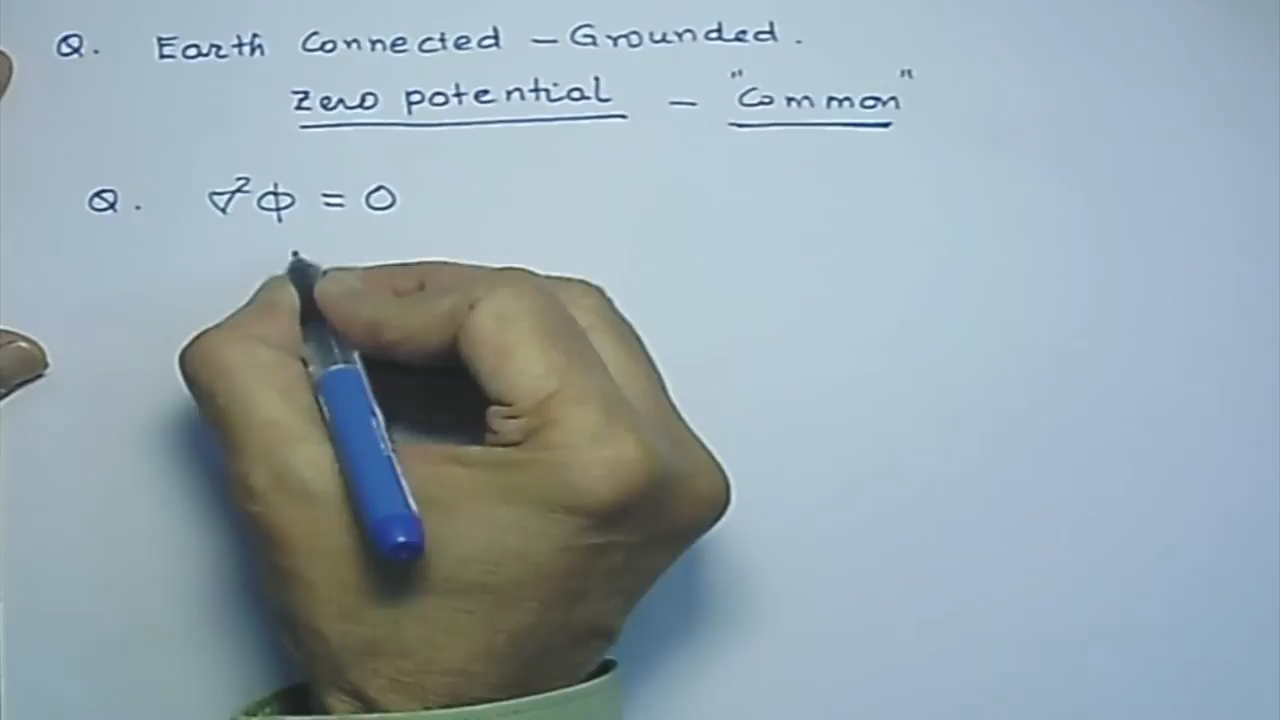 Q. Earth Connected – Grounded.
Zero potential – "Common"
Q. ∇²ϕ = 0